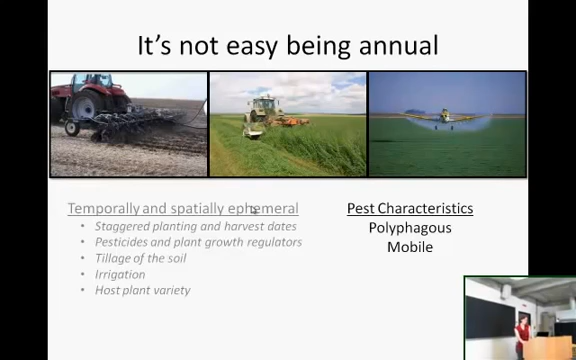 It's not easy being annual
Temporally and spatially ephemeral
• Staggered planting and harvest dates
• Pesticides and plant growth regulators
• Tillage of the soil
• Irrigation
• Host plant variety
Pest Characteristics
Polyphagous
Mobile